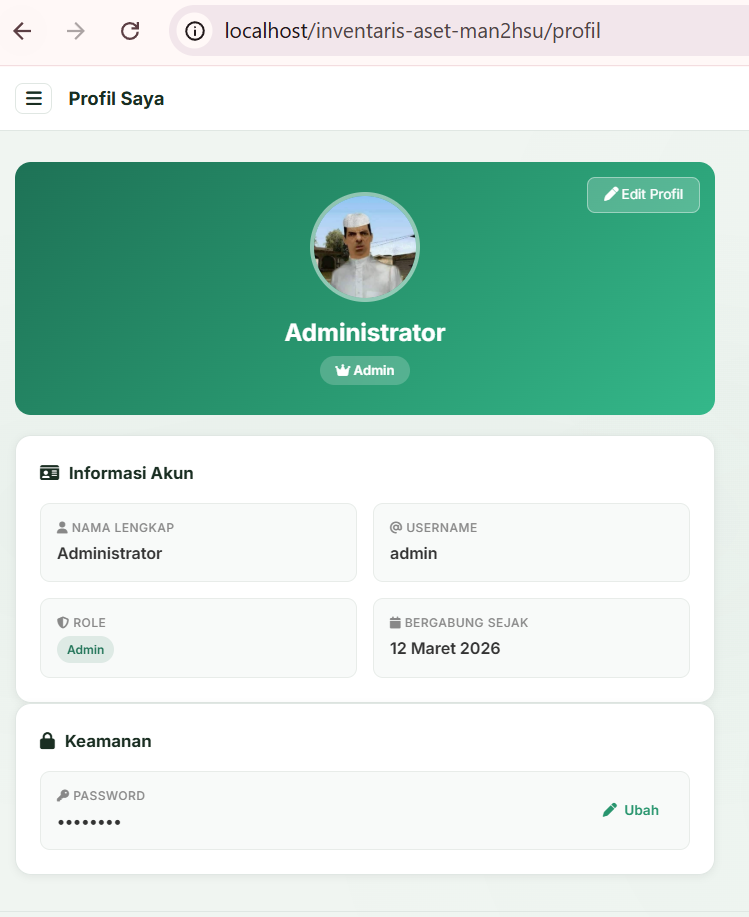 localhost/inventaris-aset-man2hsu/profil
Profil Saya
Edit Profil
Administrator
Admin
Informasi Akun
NAMA LENGKAP
Administrator
@ USERNAME
admin
ROLE
Admin
BERGABUNG SEJAK
12 Maret 2026
Keamanan
PASSWORD
••••••••
Ubah